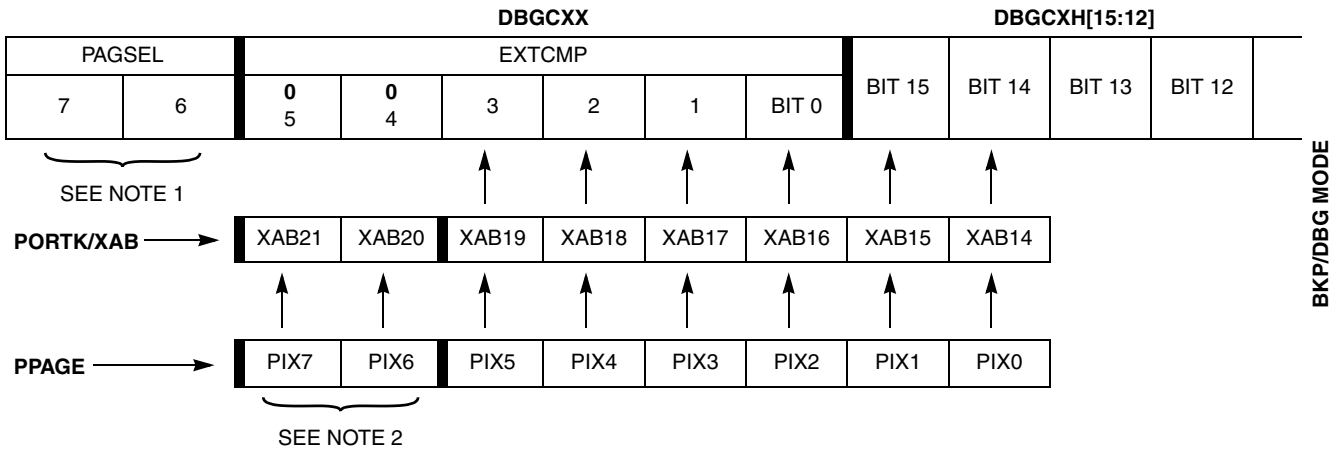 DBGCXX DBGCXH[15:12]
PAGSEL EXTCMP
7 6 0 5 0 4 3 2 1 BIT 0 BIT 15 BIT 14 BIT 13 BIT 12
SEE NOTE 1
PORTK/XAB XAB21 XAB20 XAB19 XAB18 XAB17 XAB16 XAB15 XAB14
PPAGE PIX7 PIX6 PIX5 PIX4 PIX3 PIX2 PIX1 PIX0
SEE NOTE 2
BKP/DBG MODE